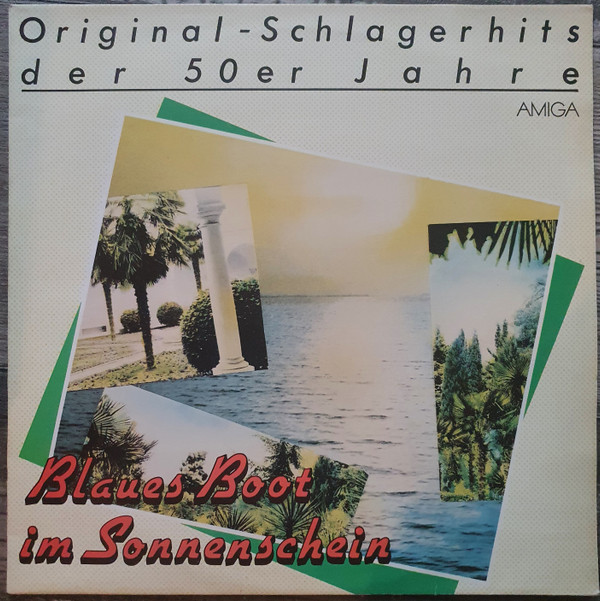 Original-Schlagerhits
der 50er Jahre
AMIGA
Blaues Boot
im Sonnenschein